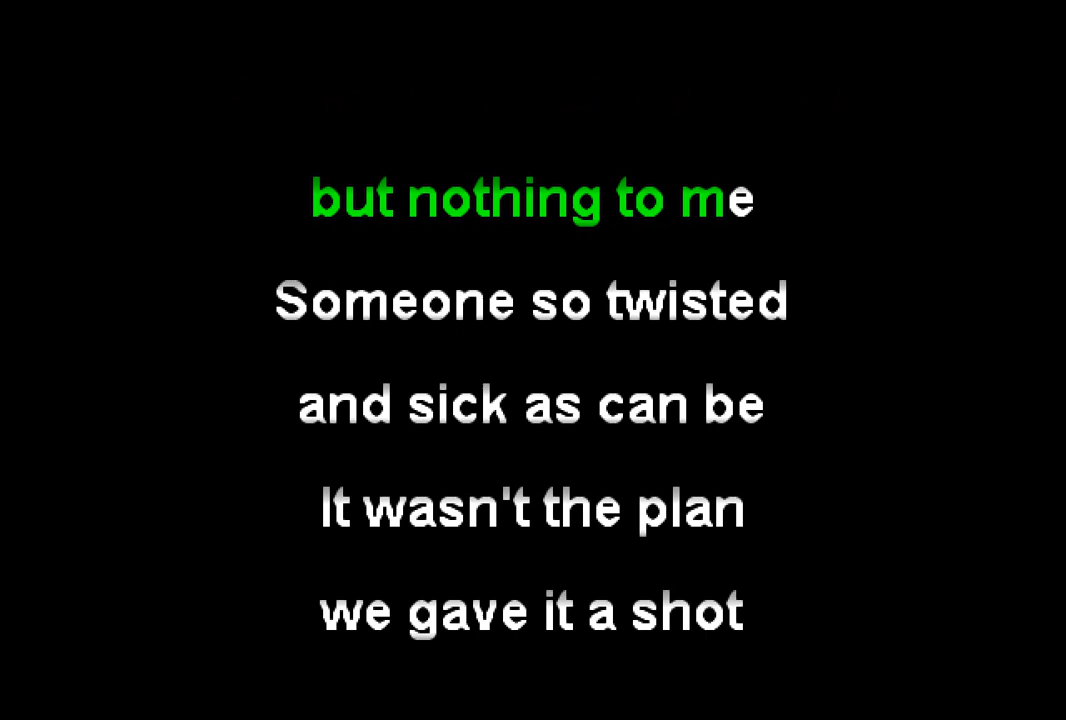 but nothing to me
Someone so twisted
and sick as can be
It wasn't the plan
we gave it a shot